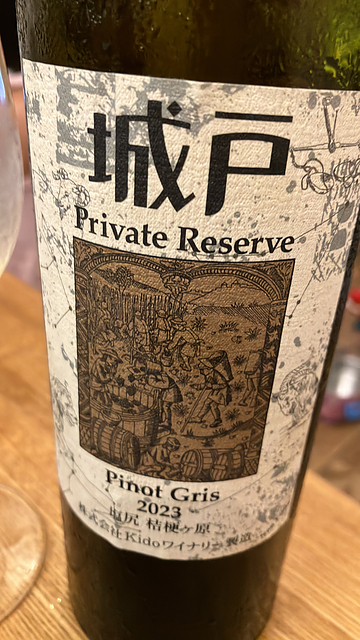 城戸
Private Reserve
Pinot Gris
2023
塩尻 桔梗ヶ原
株式会社Kidoワイナリー製造